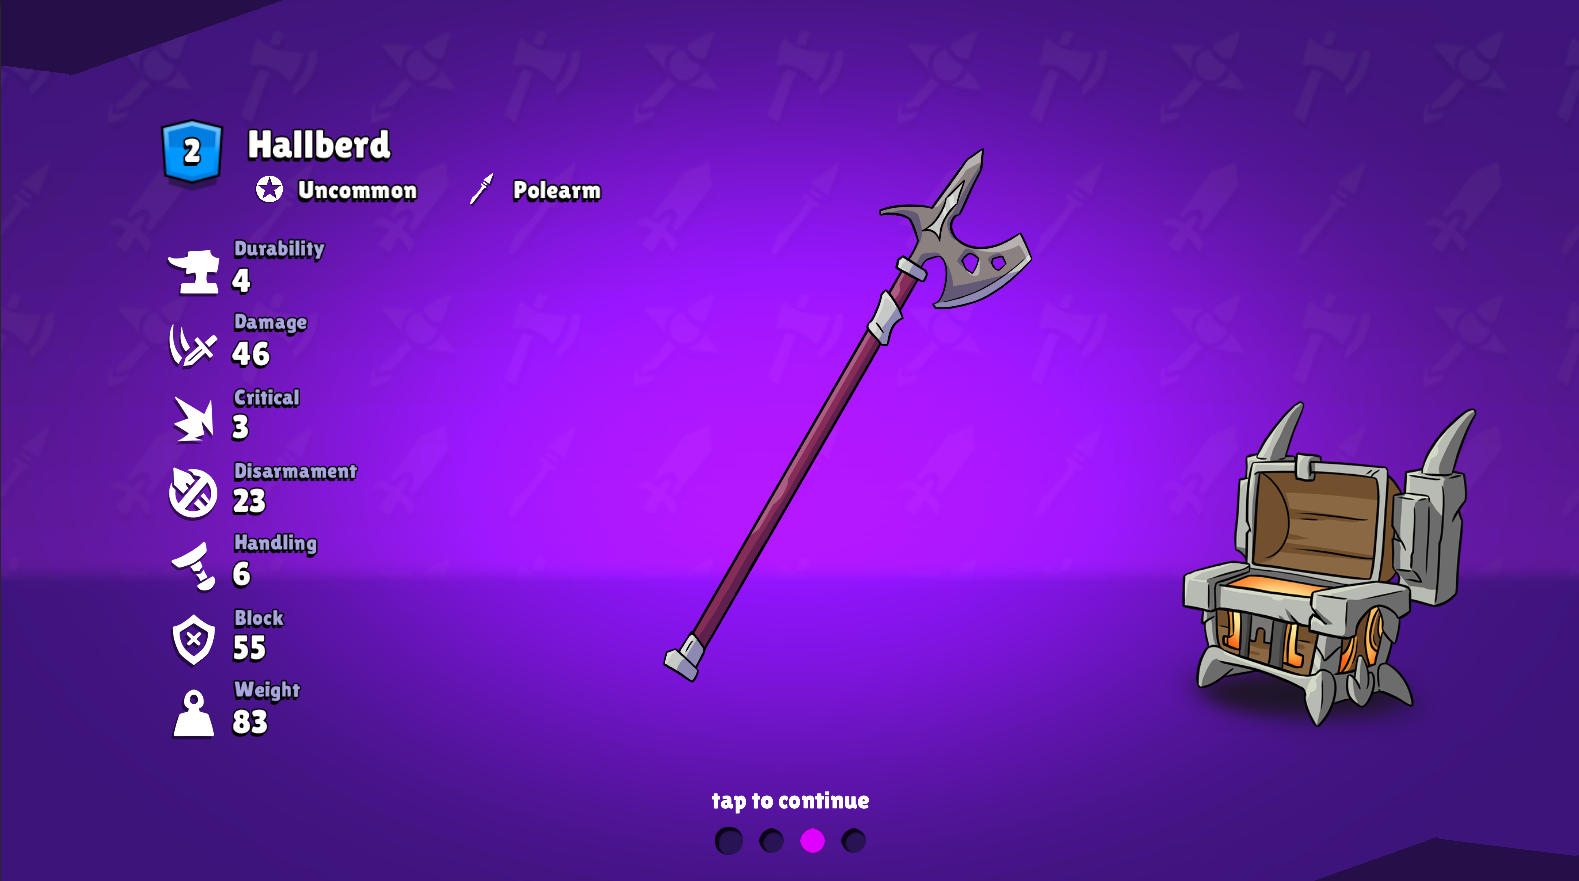 2
Hallberd
Uncommon
Polearm
Durability
4
Damage
46
Critical
3
Disarmament
23
Handling
6
Block
55
Weight
83
tap to continue